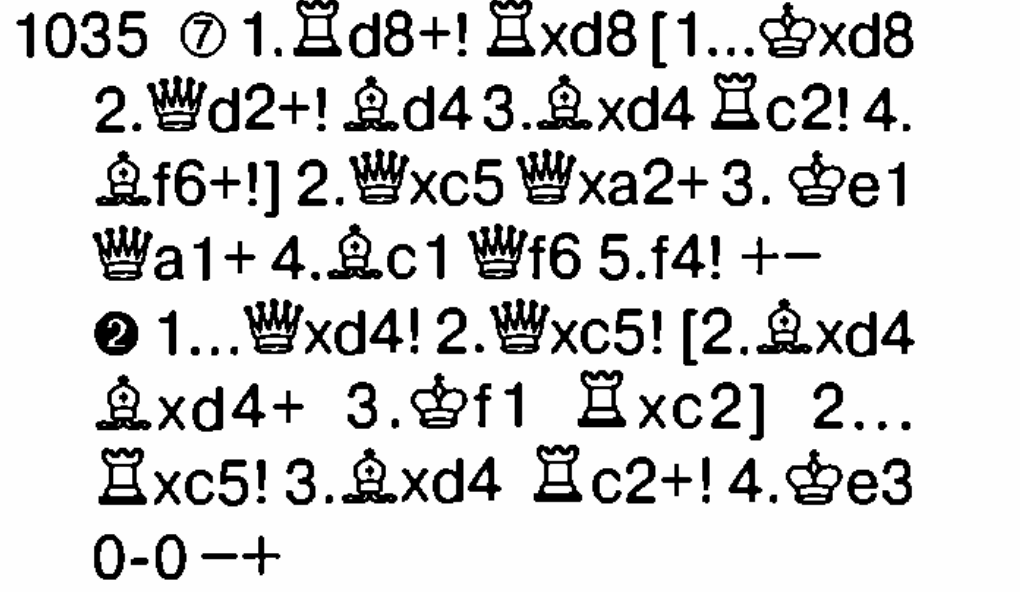 1035 ⑦ 1.♖d8+! ♖xd8 [1...♔xd8
2.♕d2+! ♗d4 3.♗xd4 ♖c2! 4.
♗f6+!] 2.♕xc5 ♕xa2+ 3. ♔e1
♕a1+ 4.♗c1 ♕f6 5.f4! +−
❷ 1...♕xd4! 2.♕xc5! [2.♗xd4
♗xd4+ 3.♔f1 ♖xc2] 2...
♖xc5! 3.♗xd4 ♖c2+! 4.♔e3
0-0 −+